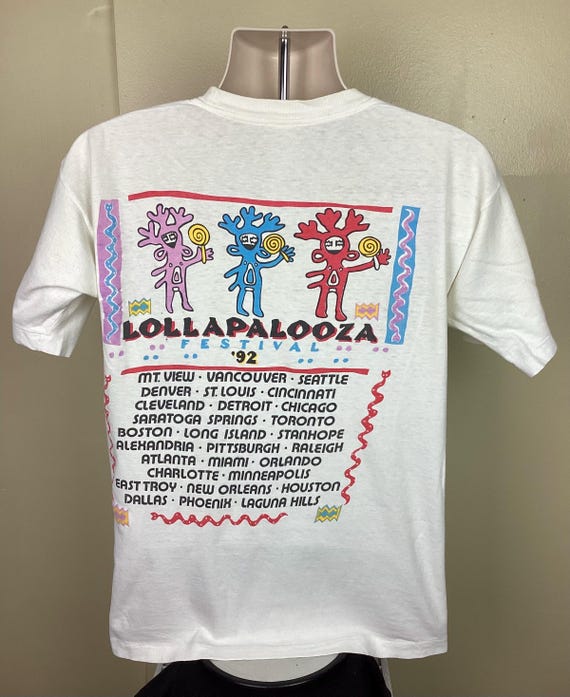 LOLLAPALOOZA
FESTIVAL
'92
MT. VIEW · VANCOUVER · SEATTLE
DENVER · ST. LOUIS · CINCINNATI
CLEVELAND · DETROIT · CHICAGO
SARATOGA SPRINGS · TORONTO
BOSTON · LONG ISLAND · STANHOPE
ALEHANDRIA · PITTSBURGH · RALEIGH
ATLANTA · MIAMI · ORLANDO
CHARLOTTE · MINNEAPOLIS
EAST TROY · NEW ORLEANS · HOUSTON
DALLAS · PHOENIX · LAGUNA HILLS